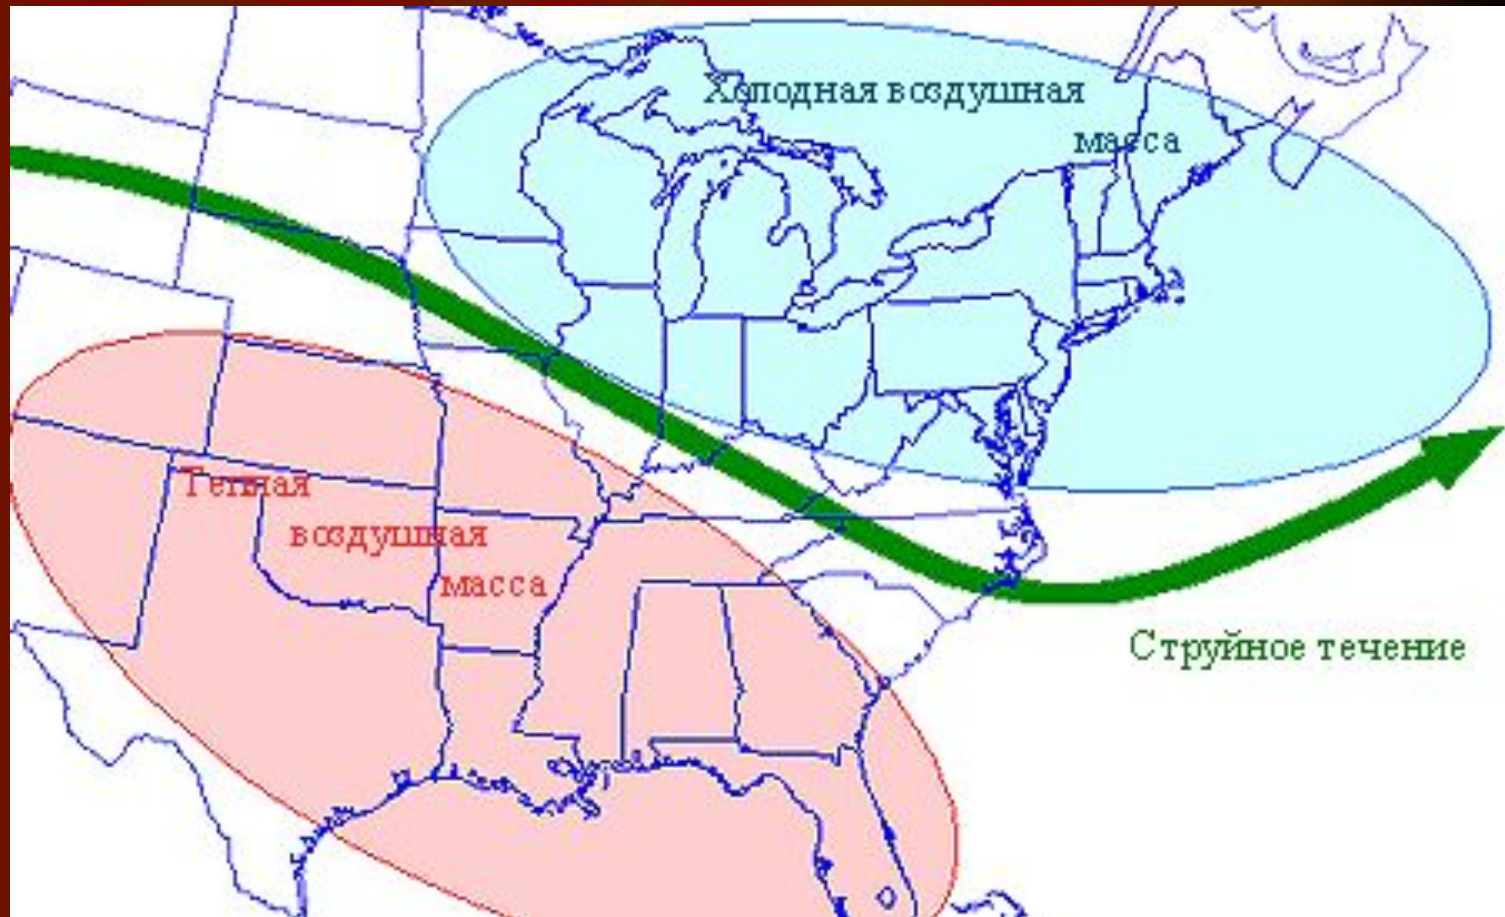 Холодная воздушная
масса
Теплая
воздушная
масса
Струйное течение